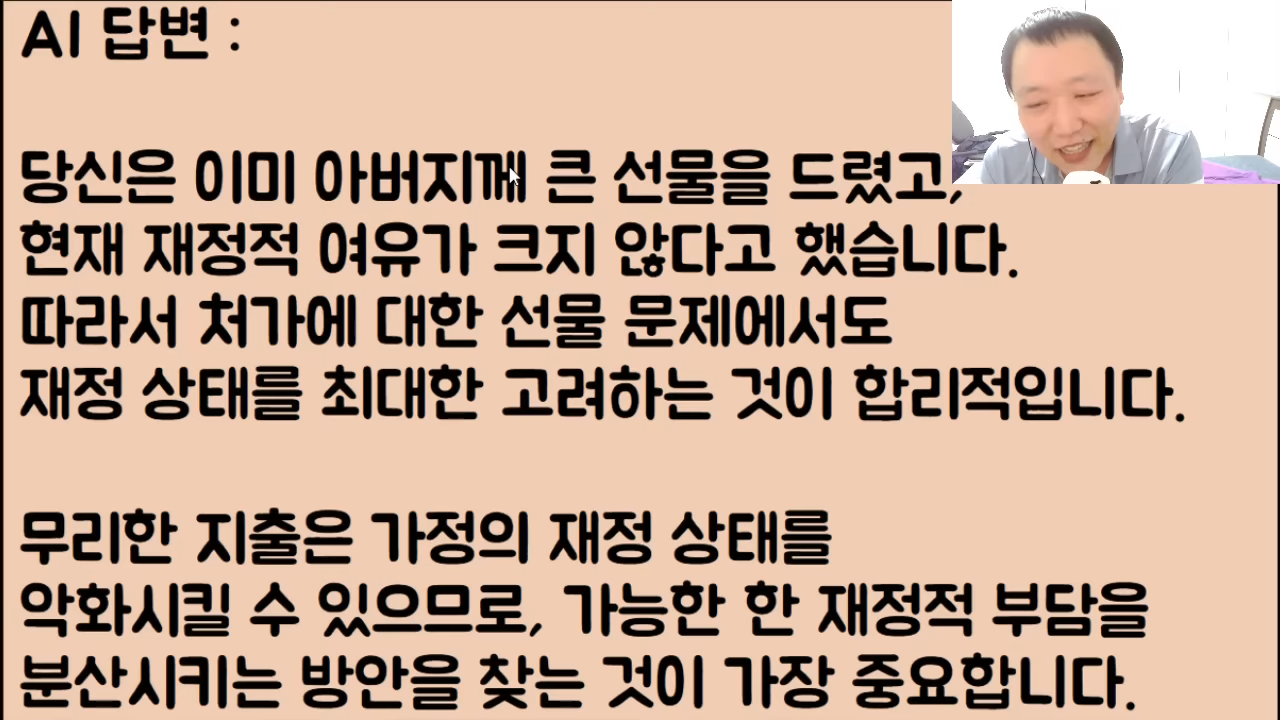 AI 답변 :
당신은 이미 아버지께 큰 선물을 드렸고,
현재 재정적 여유가 크지 않다고 했습니다.
따라서 처가에 대한 선물 문제에서도
재정 상태를 최대한 고려하는 것이 합리적입니다.
무리한 지출은 가정의 재정 상태를
악화시킬 수 있으므로, 가능한 한 재정적 부담을
분산시키는 방안을 찾는 것이 가장 중요합니다.